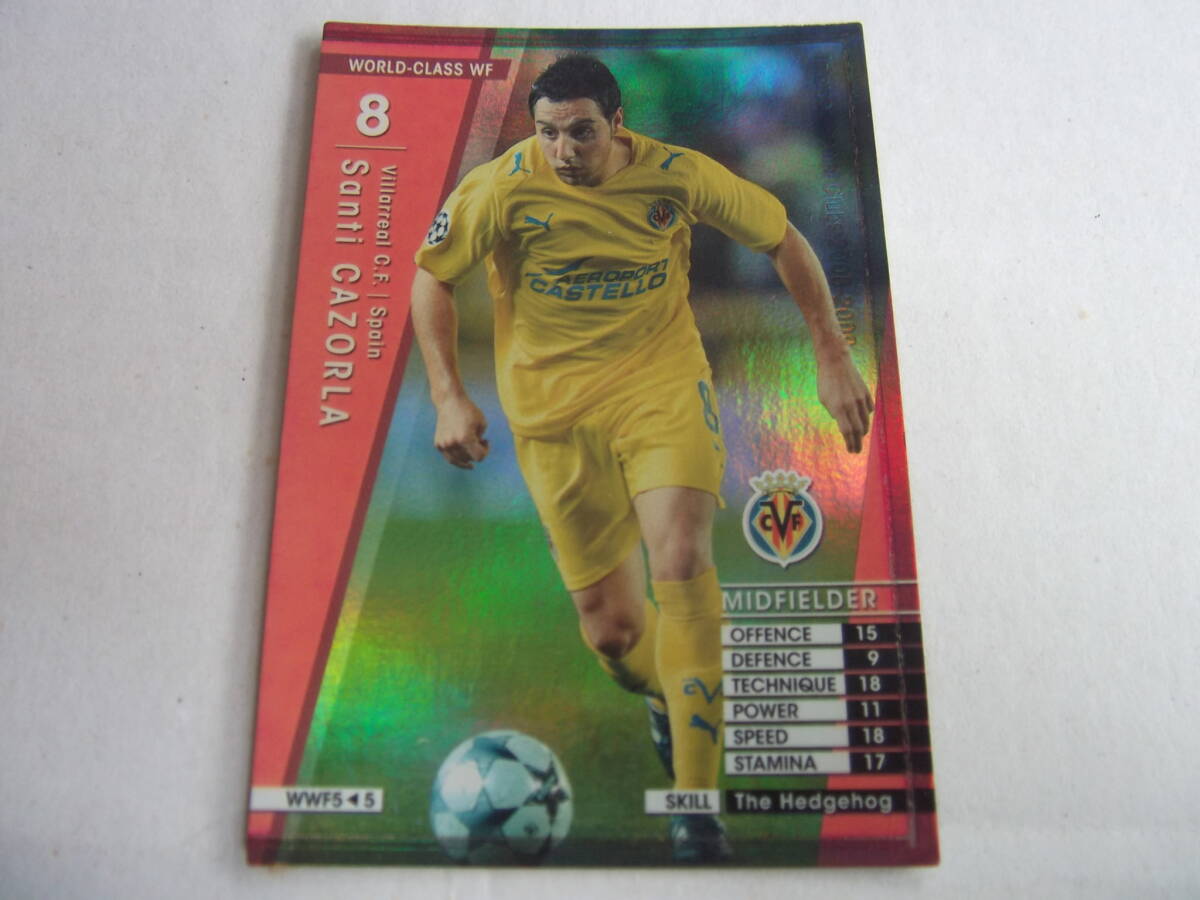 WORLD-CLASS WF
8
Villarreal C.F. | Spain
Santi CAZORLA
AEROPORT
CASTELLO
8
CVF
MIDFIELDER
OFFENCE 15
DEFENCE 9
TECHNIQUE 18
POWER 11
SPEED 18
STAMINA 17
WWF5◀5
SKILL The Hedgehog